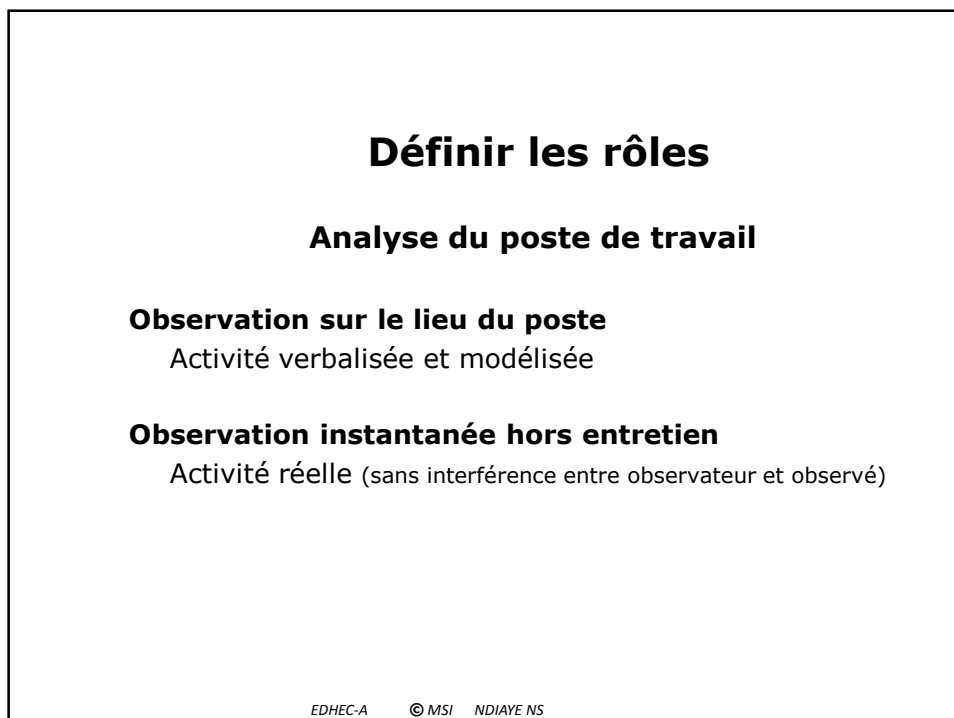 Définir les rôles
Analyse du poste de travail
Observation sur le lieu du poste
Activité verbalisée et modélisée
Observation instantanée hors entretien
Activité réelle (sans interférence entre observateur et observé)
EDHEC-A © MSI NDIAYE NS